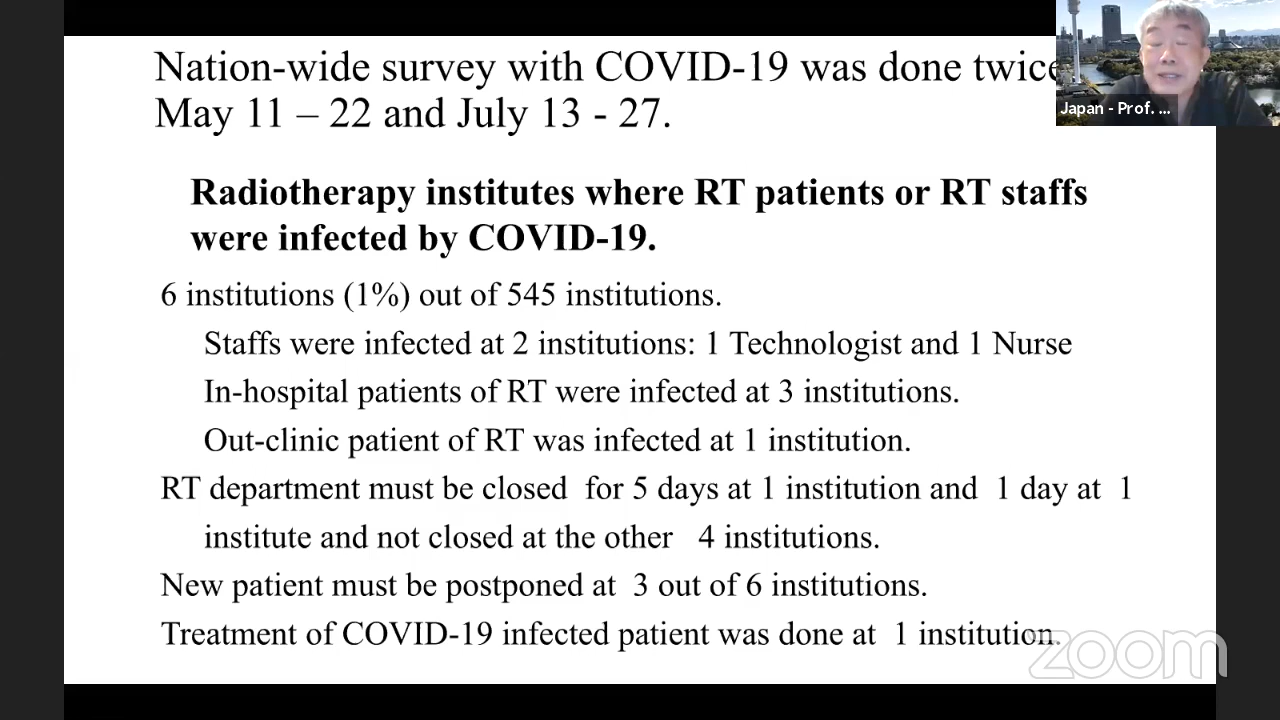 Nation-wide survey with COVID-19 was done twice
May 11 – 22 and July 13 - 27.
Japan - Prof. ...
Radiotherapy institutes where RT patients or RT staffs
were infected by COVID-19.
6 institutions (1%) out of 545 institutions.
Staffs were infected at 2 institutions: 1 Technologist and 1 Nurse
In-hospital patients of RT were infected at 3 institutions.
Out-clinic patient of RT was infected at 1 institution.
RT department must be closed for 5 days at 1 institution and 1 day at 1
institute and not closed at the other 4 institutions.
New patient must be postponed at 3 out of 6 institutions.
Treatment of COVID-19 infected patient was done at 1 institution.
zoom